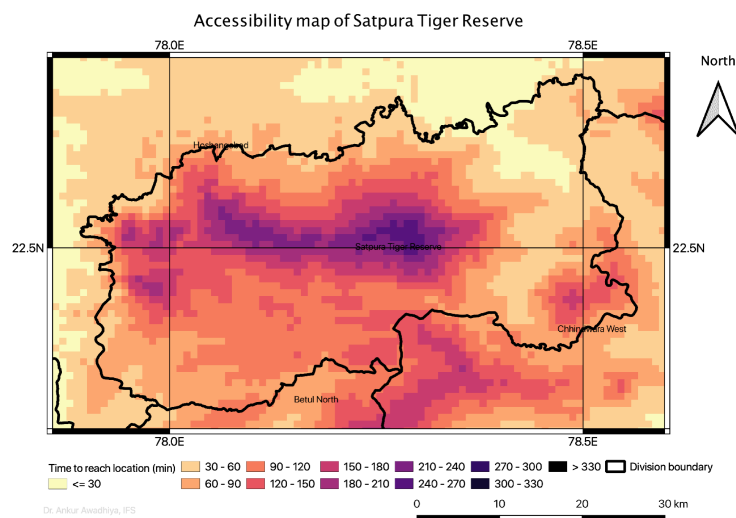 Accessibility map of Satpura Tiger Reserve
78.0E 78.5E
North
Hoshangabad
22.5N 22.5N
Satpura Tiger Reserve
Chhindwara West
Betul North
78.0E 78.5E
Time to reach location (min) 30 - 60 90 - 120 150 - 180 210 - 240 270 - 300 > 330 Division boundary
<= 30 60 - 90 120 - 150 180 - 210 240 - 270 300 - 330
Dr. Ankur Awadhiya, IFS
0 10 20 30 km